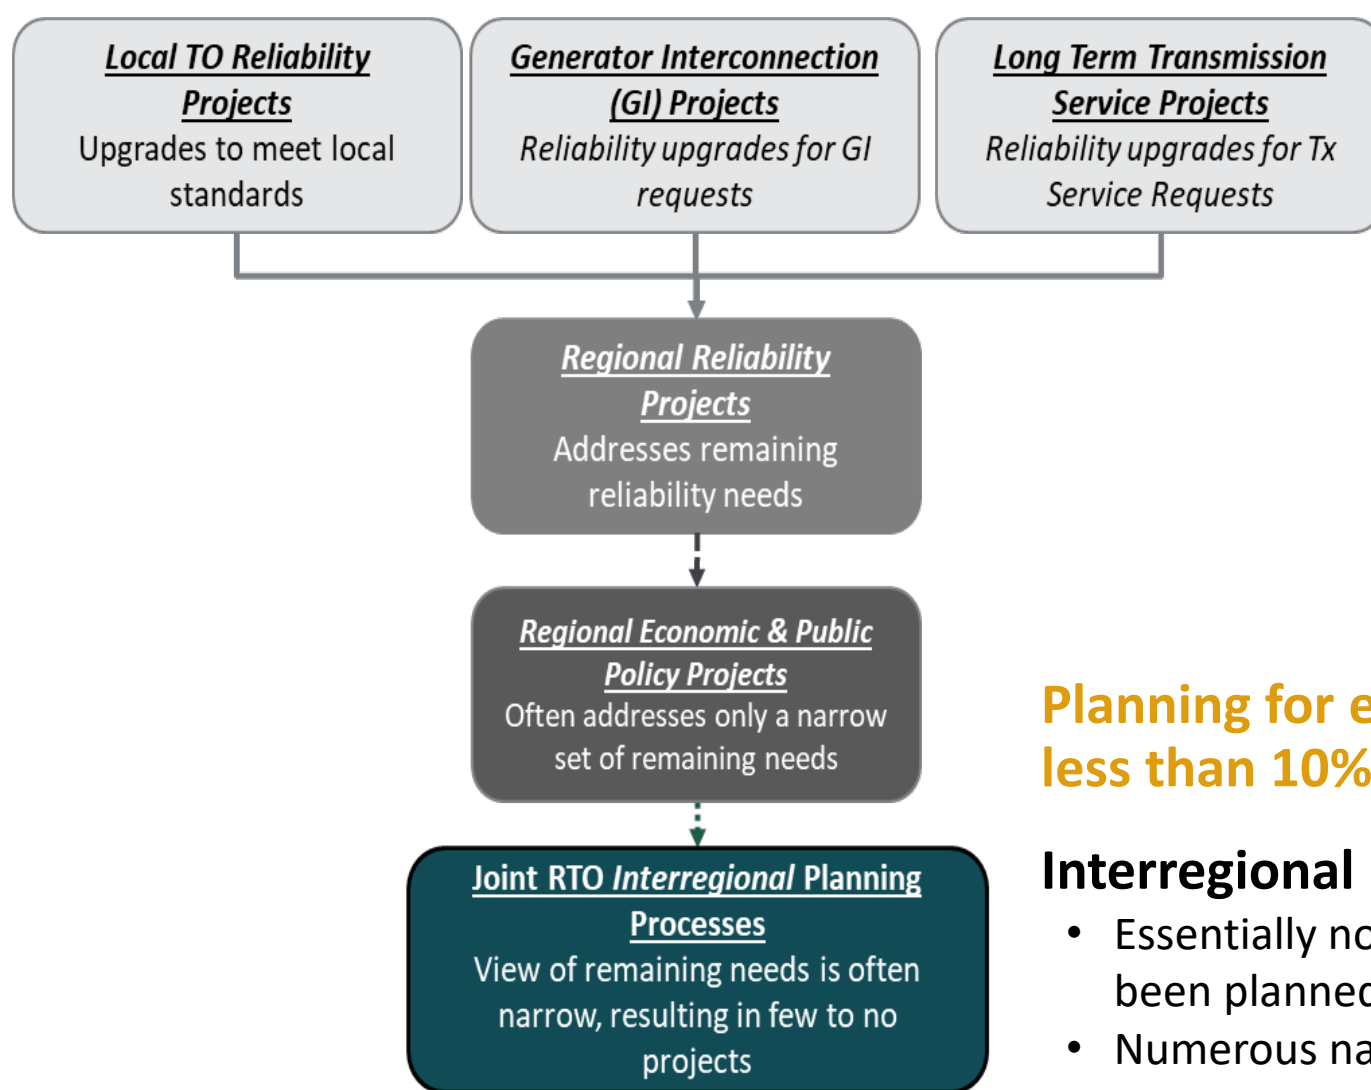 Local TO Reliability
Projects
Upgrades to meet local
standards
Generator Interconnection
(GI) Projects
Reliability upgrades for GI
requests
Long Term Transmission
Service Projects
Reliability upgrades for Tx
Service Requests
Regional Reliability
Projects
Addresses remaining
reliability needs
Regional Economic & Public
Policy Projects
Often addresses only a narrow
set of remaining needs
Joint RTO Interregional Planning
Processes
View of remaining needs is often
narrow, resulting in few to no
projects
Planning for
less than 10%
Interregional
• Essentially
been planned
• Numerous